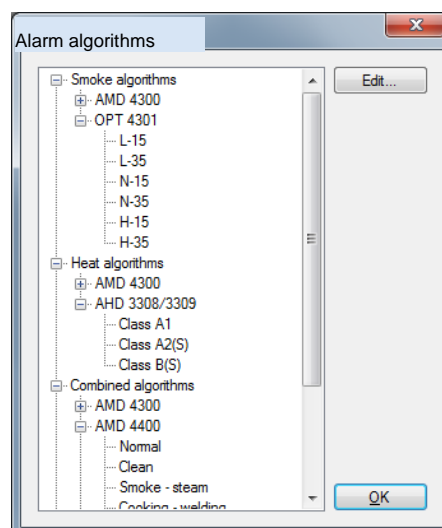 Alarm algorithms
Smoke algorithms
Edit...
AMD 4300
OPT 4301
L-15
L-35
N-15
N-35
H-15
H-35
Heat algorithms
AMD 4300
AHD 3308/3309
Class A1
Class A2(S)
Class B(S)
Combined algorithms
AMD 4300
AMD 4400
Normal
Clean
Smoke - steam
Cooking - welding
OK